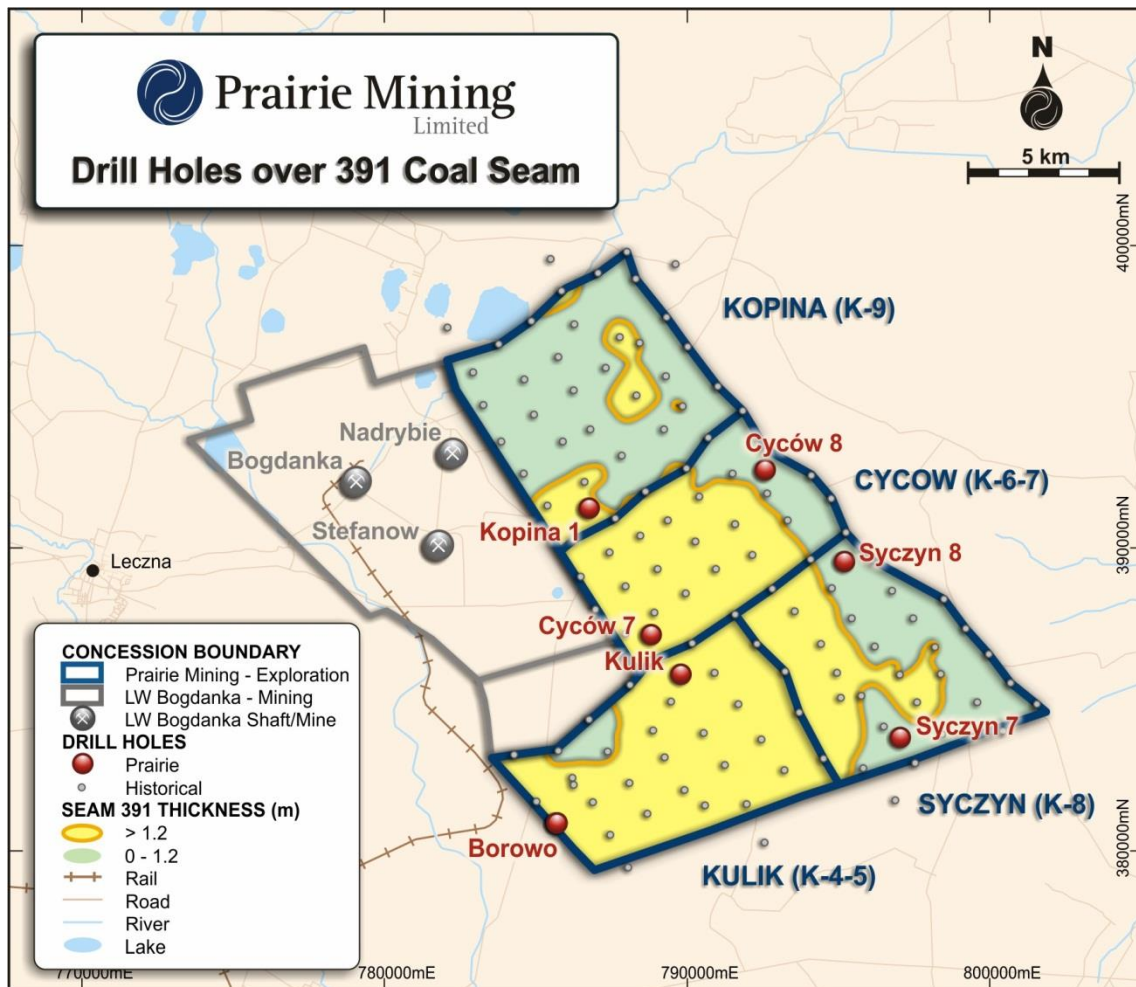 Prairie Mining
Limited
Drill Holes over 391 Coal Seam
N
5 km
400000mN
KOPINA (K-9)
Nadrybie
Cyców 8
Bogdanka
CYCOW (K-6-7)
Kopina 1
Stefanow
Syczyn 8
390000mN
Leczna
Cyców 7
Kulik
Syczyn 7
SYCZYN (K-8)
Borowo
KULIK (K-4-5)
380000mN
CONCESSION BOUNDARY
Prairie Mining - Exploration
LW Bogdanka - Mining
LW Bogdanka Shaft/Mine
DRILL HOLES
Prairie
Historical
SEAM 391 THICKNESS (m)
> 1.2
0 - 1.2
Rail
Road
River
Lake
770000mE
780000mE
790000mE
800000mE